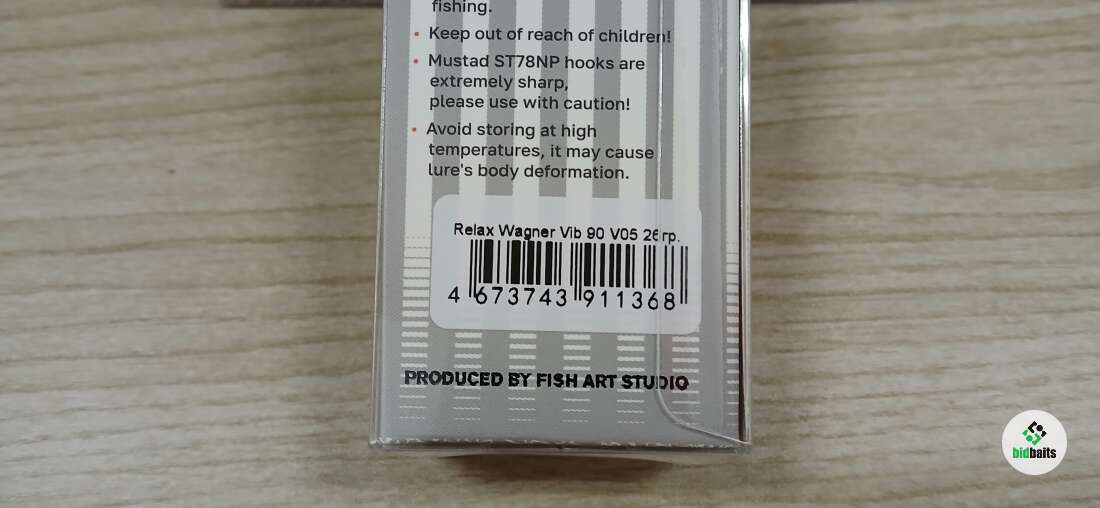 fishing.
• Keep out of reach of children!
• Mustad ST78NP hooks are
extremely sharp,
please use with caution!
• Avoid storing at high
temperatures, it may cause
lure's body deformation.
Relax Wagner Vib 90 V05 26гр.
4 673743 911368
PRODUCED BY FISH ART STUDIO
bidbaits